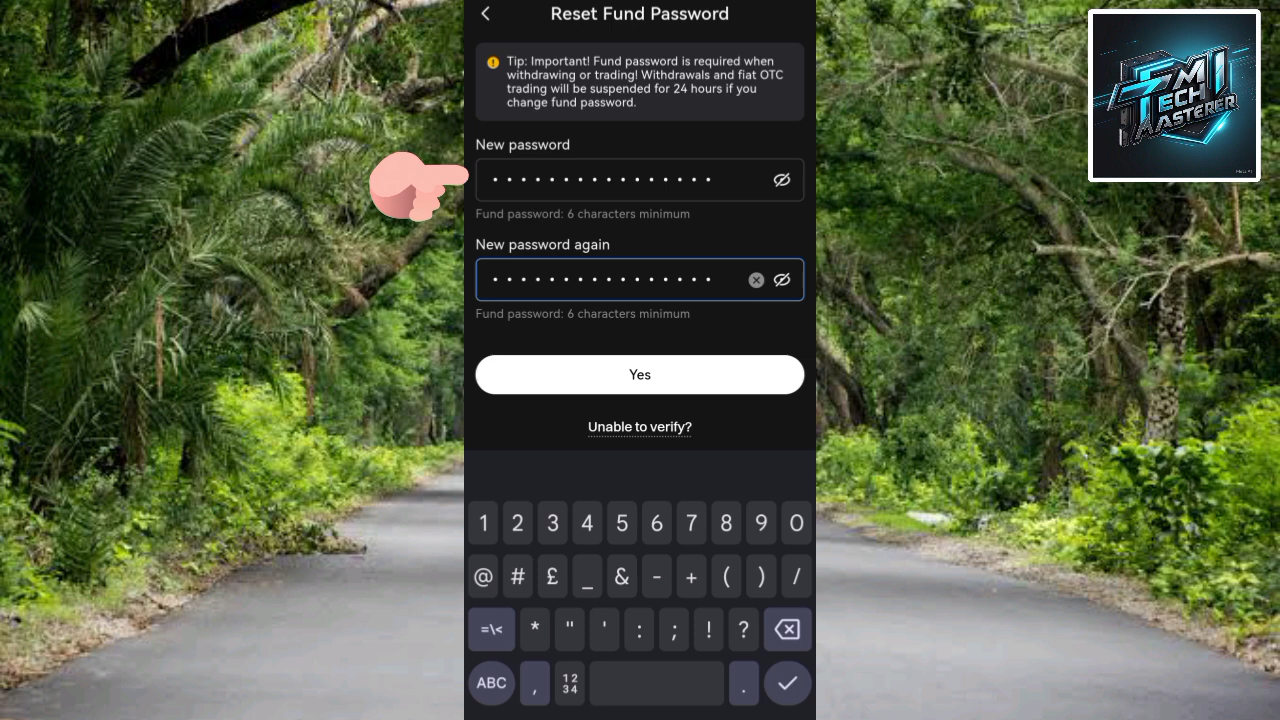 Reset Fund Password
Tip: Important! Fund password is required when
withdrawing or trading! Withdrawals and fiat OTC
trading will be suspended for 24 hours if you
change fund password.
New password
Fund password: 6 characters minimum
New password again
Fund password: 6 characters minimum
Yes
Unable to verify?
1 2 3 4 5 6 7 8 9 0
@ # £ _ & - + ( ) /
=\< * " ' : ; ! ?
ABC , 12 34 .
TECH
MASTERER
Meta AI